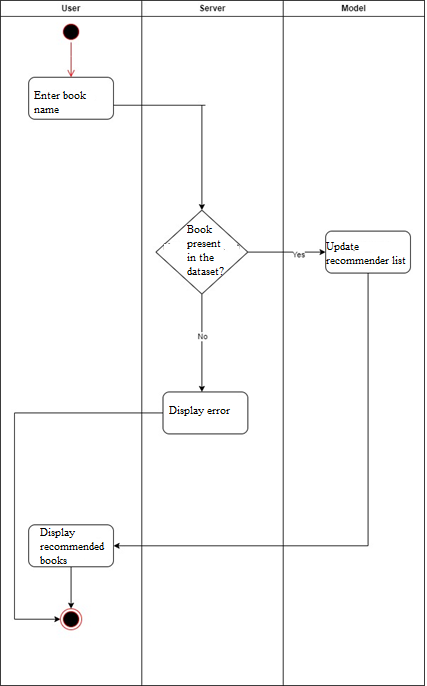 User
Server
Model
Enter book
name
Book
present
in the
dataset?
Yes
Update
recommender list
No
Display error
Display
recommended
books